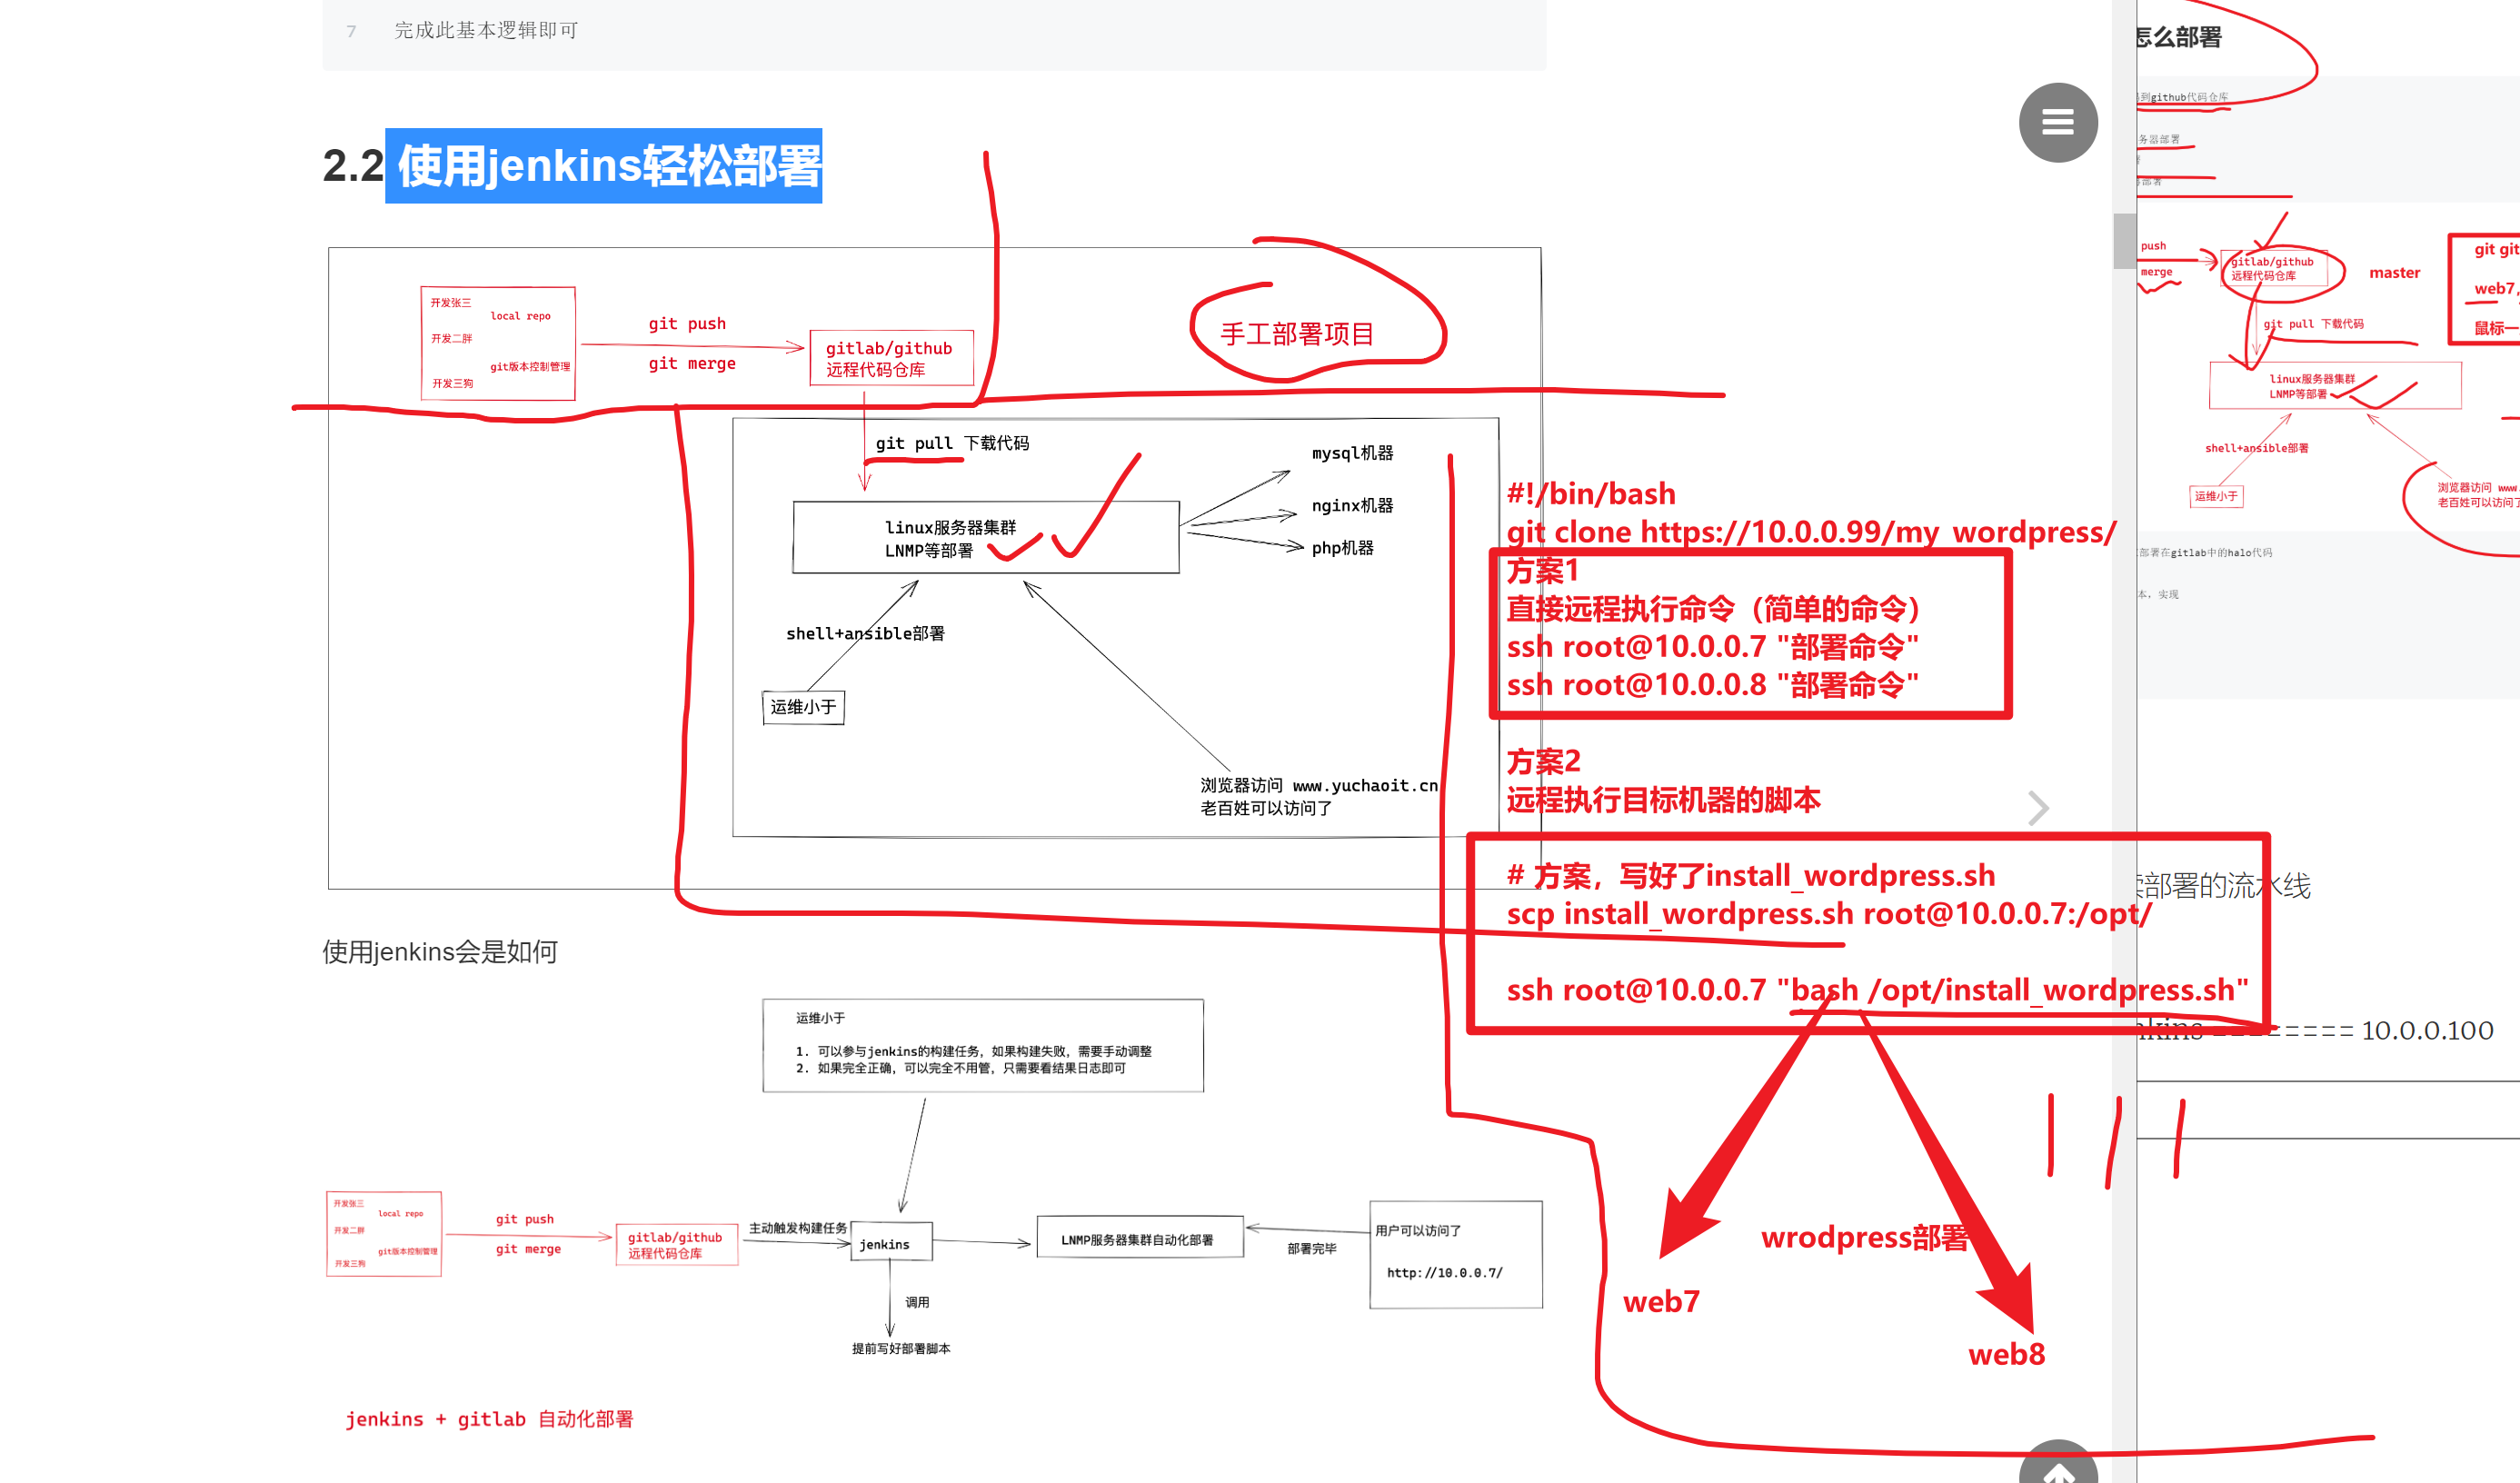 7 完成此基本逻辑即可
2.2 使用jenkins轻松部署
开发张三
local repo
开发二胖
git版本控制管理
开发三狗
git push
git merge
gitlab/github
远程代码仓库
手工部署项目
git pull 下载代码
linux服务器集群
LNMP等部署
mysql机器
nginx机器
php机器
shell+ansible部署
运维小于
浏览器访问 www.yuchaoit.cn
老百姓可以访问了
#!/bin/bash
git clone https://10.0.0.99/my_wordpress/
方案1
直接远程执行命令（简单的命令）
ssh root@10.0.0.7 "部署命令"
ssh root@10.0.0.8 "部署命令"
方案2
远程执行目标机器的脚本
# 方案，写好了install_wordpress.sh
scp install_wordpress.sh root@10.0.0.7:/opt/
ssh root@10.0.0.7 "bash /opt/install_wordpress.sh"
wrodpress部署
web7
web8
使用jenkins会是如何
运维小于
1. 可以参与jenkins的构建任务，如果构建失败，需要手动调整
2. 如果完全正确，可以完全不用管，只需要看结果日志即可
开发张三
local repo
开发二胖
git版本控制管理
开发三狗
git push
git merge
gitlab/github
远程代码仓库
主动触发构建任务
jenkins
调用
提前写好部署脚本
LNMP服务器集群自动化部署
部署完毕
用户可以访问了
http://10.0.0.7/
jenkins + gitlab 自动化部署
怎么部署
到github代码仓库
务器部署
部署
push
merge
gitlab/github
远程代码仓库
master
git git
web7,
鼠标一
git pull 下载代码
linux服务器集群
LNMP等部署
shell+ansible部署
运维小于
浏览器访问 www.
老百姓可以访问了
部署在gitlab中的halo代码
本，实现
部署的流水线
nkins ======== 10.0.0.100